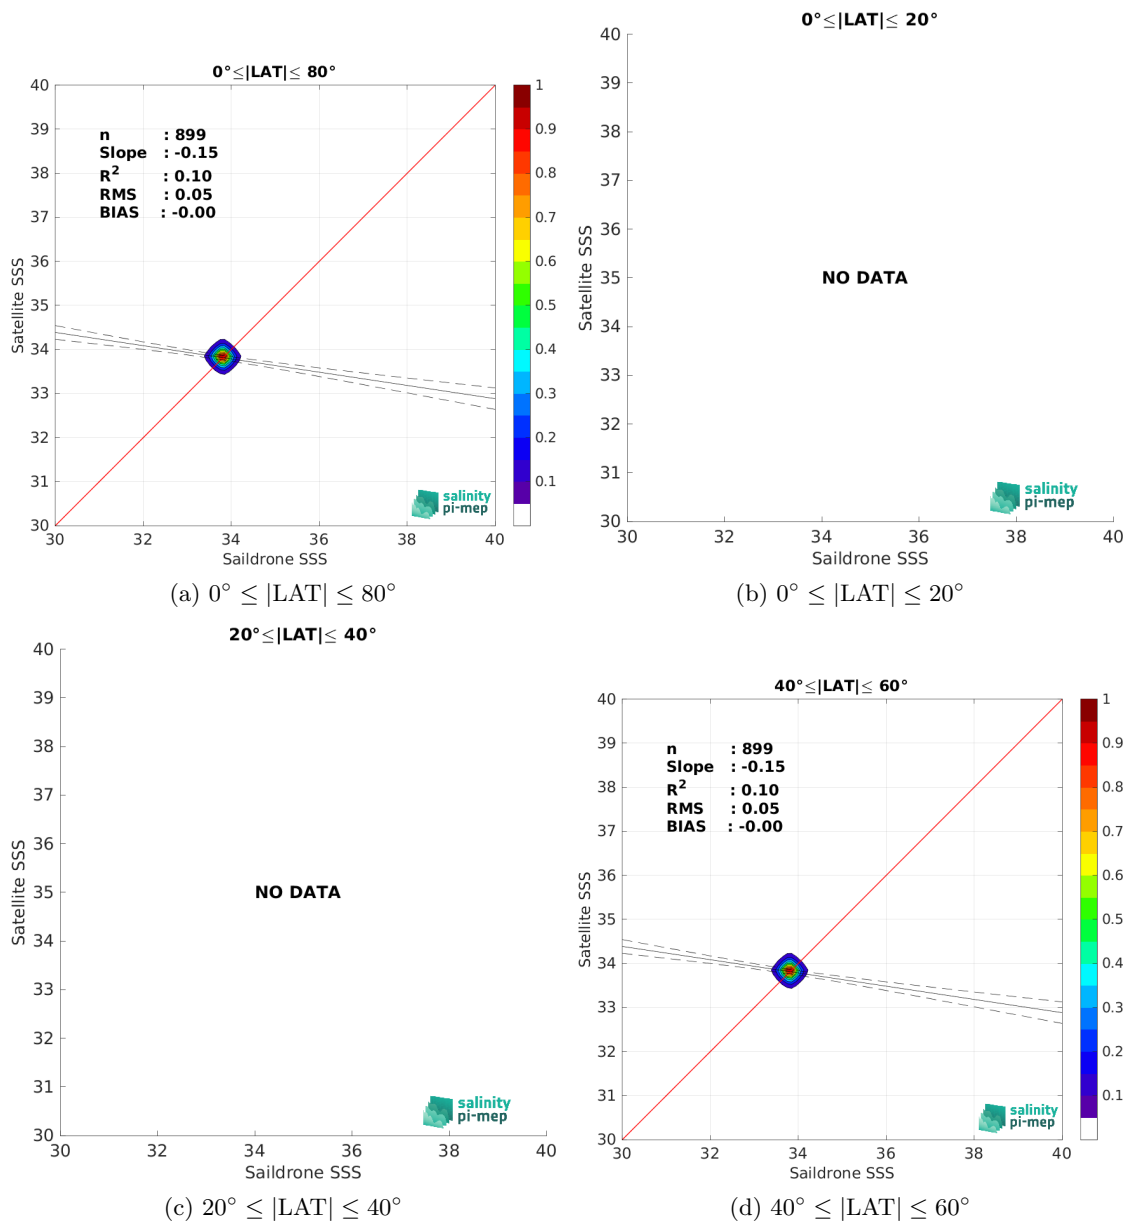 0°≤|LAT|≤ 80°
40
39
38
37
36
35
34
33
32
31
30
Satellite SSS
n : 899
Slope : -0.15
R² : 0.10
RMS : 0.05
BIAS : -0.00
salinity
pi-mep
30 32 34 36 38 40
Saildrone SSS
1
0.9
0.8
0.7
0.6
0.5
0.4
0.3
0.2
0.1
(a) 0° ≤ |LAT| ≤ 80°
0°≤|LAT|≤ 20°
40
39
38
37
36
35
34
33
32
31
30
Satellite SSS
NO DATA
salinity
pi-mep
30 32 34 36 38 40
Saildrone SSS
(b) 0° ≤ |LAT| ≤ 20°
20°≤|LAT|≤ 40°
40
39
38
37
36
35
34
33
32
31
30
Satellite SSS
NO DATA
salinity
pi-mep
30 32 34 36 38 40
Saildrone SSS
(c) 20° ≤ |LAT| ≤ 40°
40°≤|LAT|≤ 60°
40
39
38
37
36
35
34
33
32
31
30
Satellite SSS
n : 899
Slope : -0.15
R² : 0.10
RMS : 0.05
BIAS : -0.00
salinity
pi-mep
30 32 34 36 38 40
Saildrone SSS
1
0.9
0.8
0.7
0.6
0.5
0.4
0.3
0.2
0.1
(d) 40° ≤ |LAT| ≤ 60°